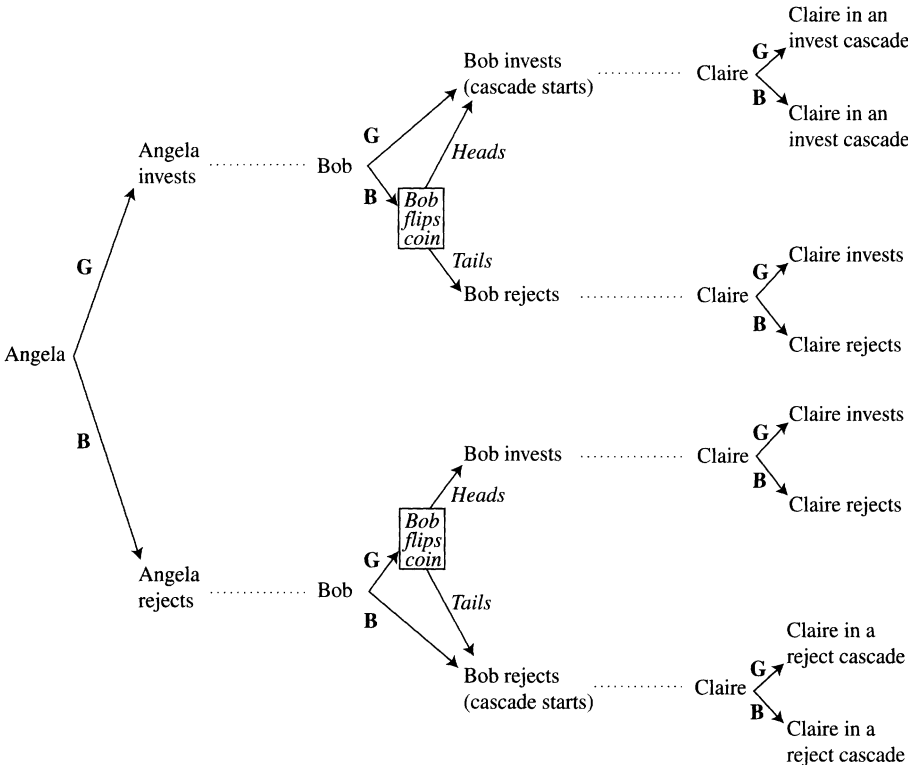 Claire in an
invest cascade
G
Bob invests
(cascade starts)
Claire
B
Claire in an
invest cascade
G
Heads
Angela
invests
Bob
B
Bob
flips
coin
Tails
Claire invests
G
G
Bob rejects
Claire
B
Claire rejects
Angela
B
Claire invests
G
Bob invests
Claire
B
Heads
Claire rejects
Bob
flips
coin
G
Angela
rejects
Bob
Tails
B
Claire in a
reject cascade
G
Bob rejects
(cascade starts)
Claire
B
Claire in a
reject cascade